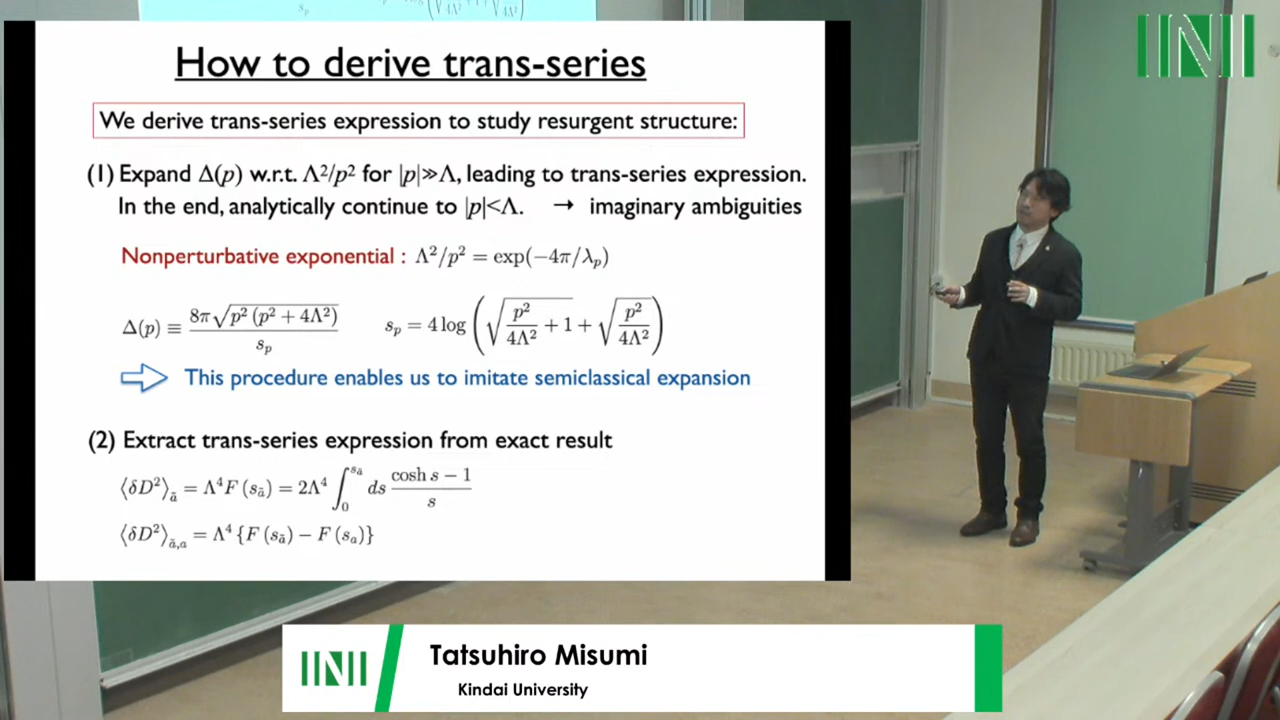 How to derive trans-series
We derive trans-series expression to study resurgent structure:
(1) Expand Δ(p) w.r.t. Λ²/p² for |p|≫Λ, leading to trans-series expression.
In the end, analytically continue to |p|<Λ. → imaginary ambiguities
Nonperturbative exponential : Λ²/p² = exp(−4π/λₚ)
Δ(p) ≡ 8π√(p² (p² + 4Λ²)) / sₚ    sₚ = 4 log (√(p²/4Λ² + 1) + √(p²/4Λ²))
⇒ This procedure enables us to imitate semiclassical expansion
(2) Extract trans-series expression from exact result
⟨δD²⟩_ã = Λ⁴F (s_ã) = 2Λ⁴ ∫₀^{s_ã} ds (cosh s − 1)/s
⟨δD²⟩_{ã,a} = Λ⁴ {F (s_ã) − F (s_a)}
INI
INI
Tatsuhiro Misumi
Kindai University